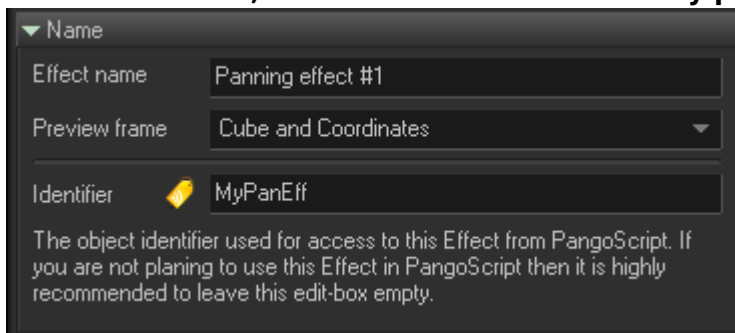 Name
Effect name Panning effect #1
Preview frame Cube and Coordinates
Identifier MyPanEff
The object identifier used for access to this Effect from PangoScript. If
you are not planing to use this Effect in PangoScript then it is highly
recommended to leave this edit-box empty.